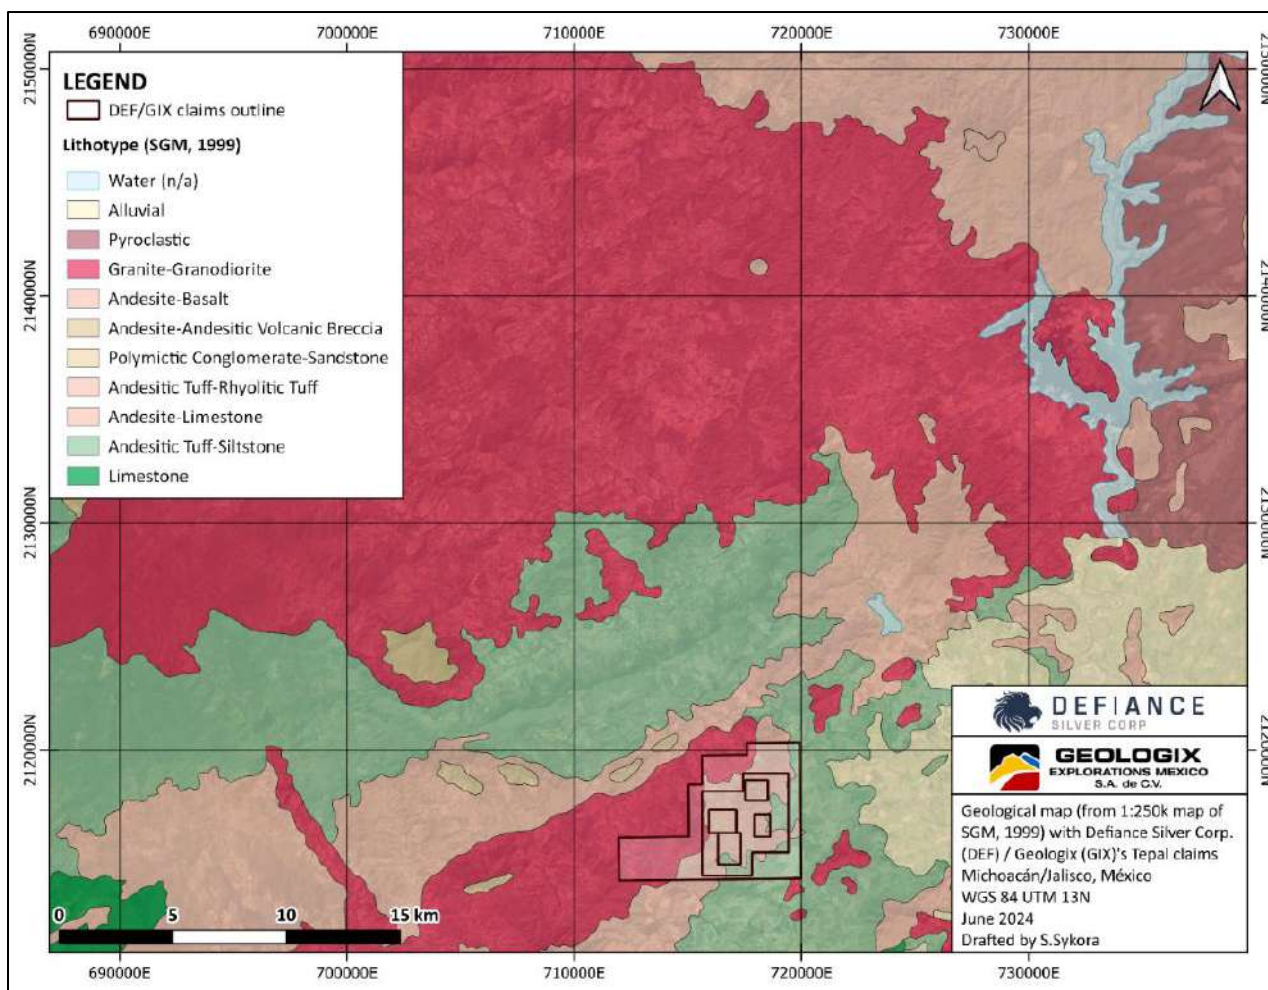 690000E 700000E 710000E 720000E 730000E
2150000N
2140000N
2130000N
2120000N
LEGEND
DEF/GIX claims outline
Lithotype (SGM, 1999)
Water (n/a)
Alluvial
Pyroclastic
Granite-Granodiorite
Andesite-Basalt
Andesite-Andesitic Volcanic Breccia
Polymictic Conglomerate-Sandstone
Andesitic Tuff-Rhyolitic Tuff
Andesite-Limestone
Andesitic Tuff-Siltstone
Limestone
2150000N
2140000N
2130000N
2120000N
DEFIANCE
SILVER CORP
GEOLOGIX
EXPLORATIONS MEXICO
S.A. de C.V.
Geological map (from 1:250k map of
SGM, 1999) with Defiance Silver Corp.
(DEF) / Geologix (GIX)'s Tepal claims
Michoacán/Jalisco, México
WGS 84 UTM 13N
June 2024
Drafted by S.Sykora
0 5 10 15 km
690000E 700000E 710000E 720000E 730000E